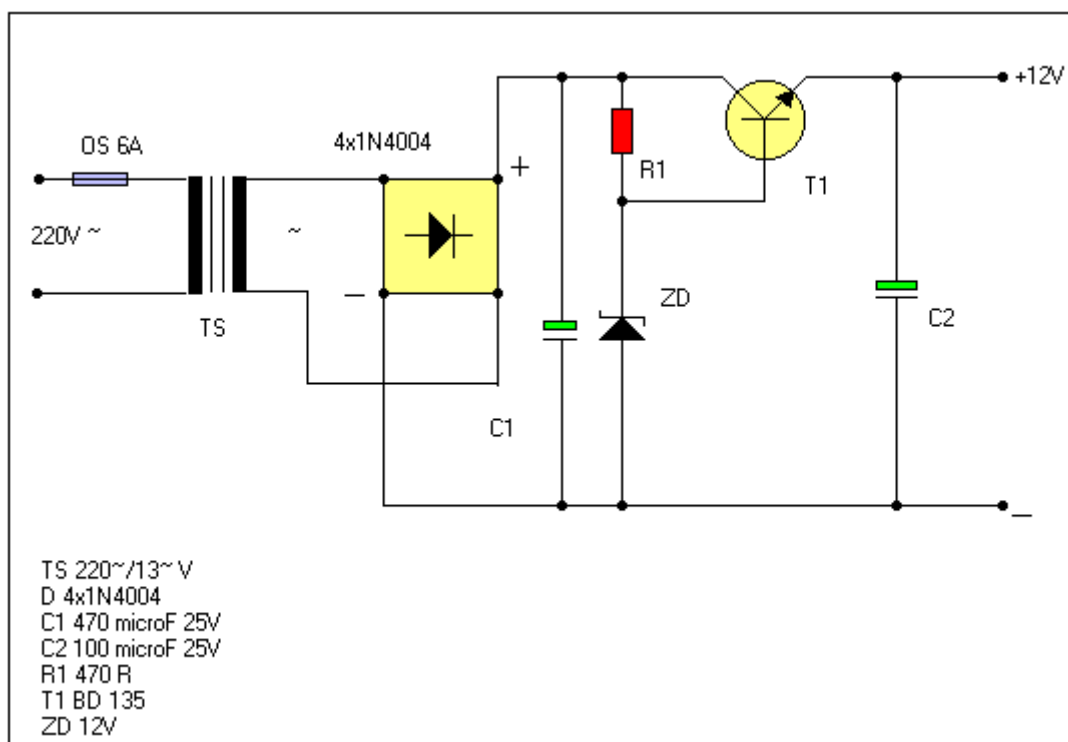 +12V
OS 6A
4x1N4004
+
R1
T1
220V ~
~
–
ZD
C2
TS
C1
–
TS 220~/13~ V
D 4x1N4004
C1 470 microF 25V
C2 100 microF 25V
R1 470 R
T1 BD 135
ZD 12V